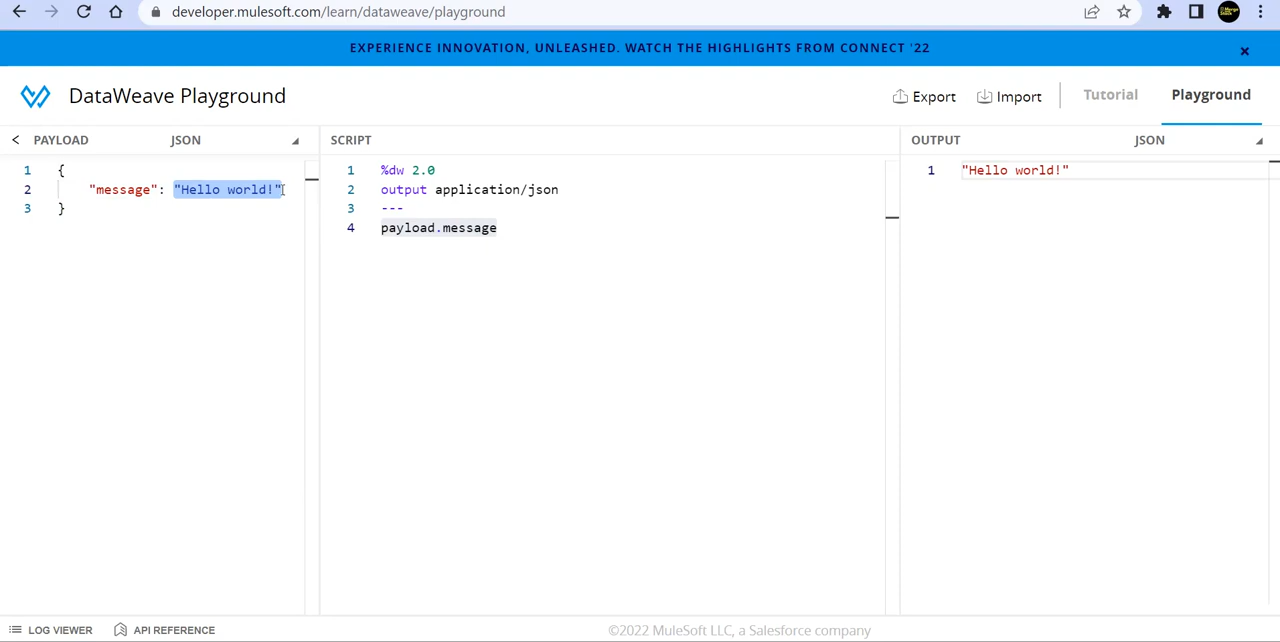 developer.mulesoft.com/learn/dataweave/playground
EXPERIENCE INNOVATION, UNLEASHED. WATCH THE HIGHLIGHTS FROM CONNECT '22
DataWeave Playground
Export
Import
Tutorial
Playground
PAYLOAD
JSON
1 {
2 "message": "Hello world!"
3 }
SCRIPT
1 %dw 2.0
2 output application/json
3 ---
4 payload.message
OUTPUT
JSON
1 "Hello world!"
LOG VIEWER
API REFERENCE
©2022 MuleSoft LLC, a Salesforce company